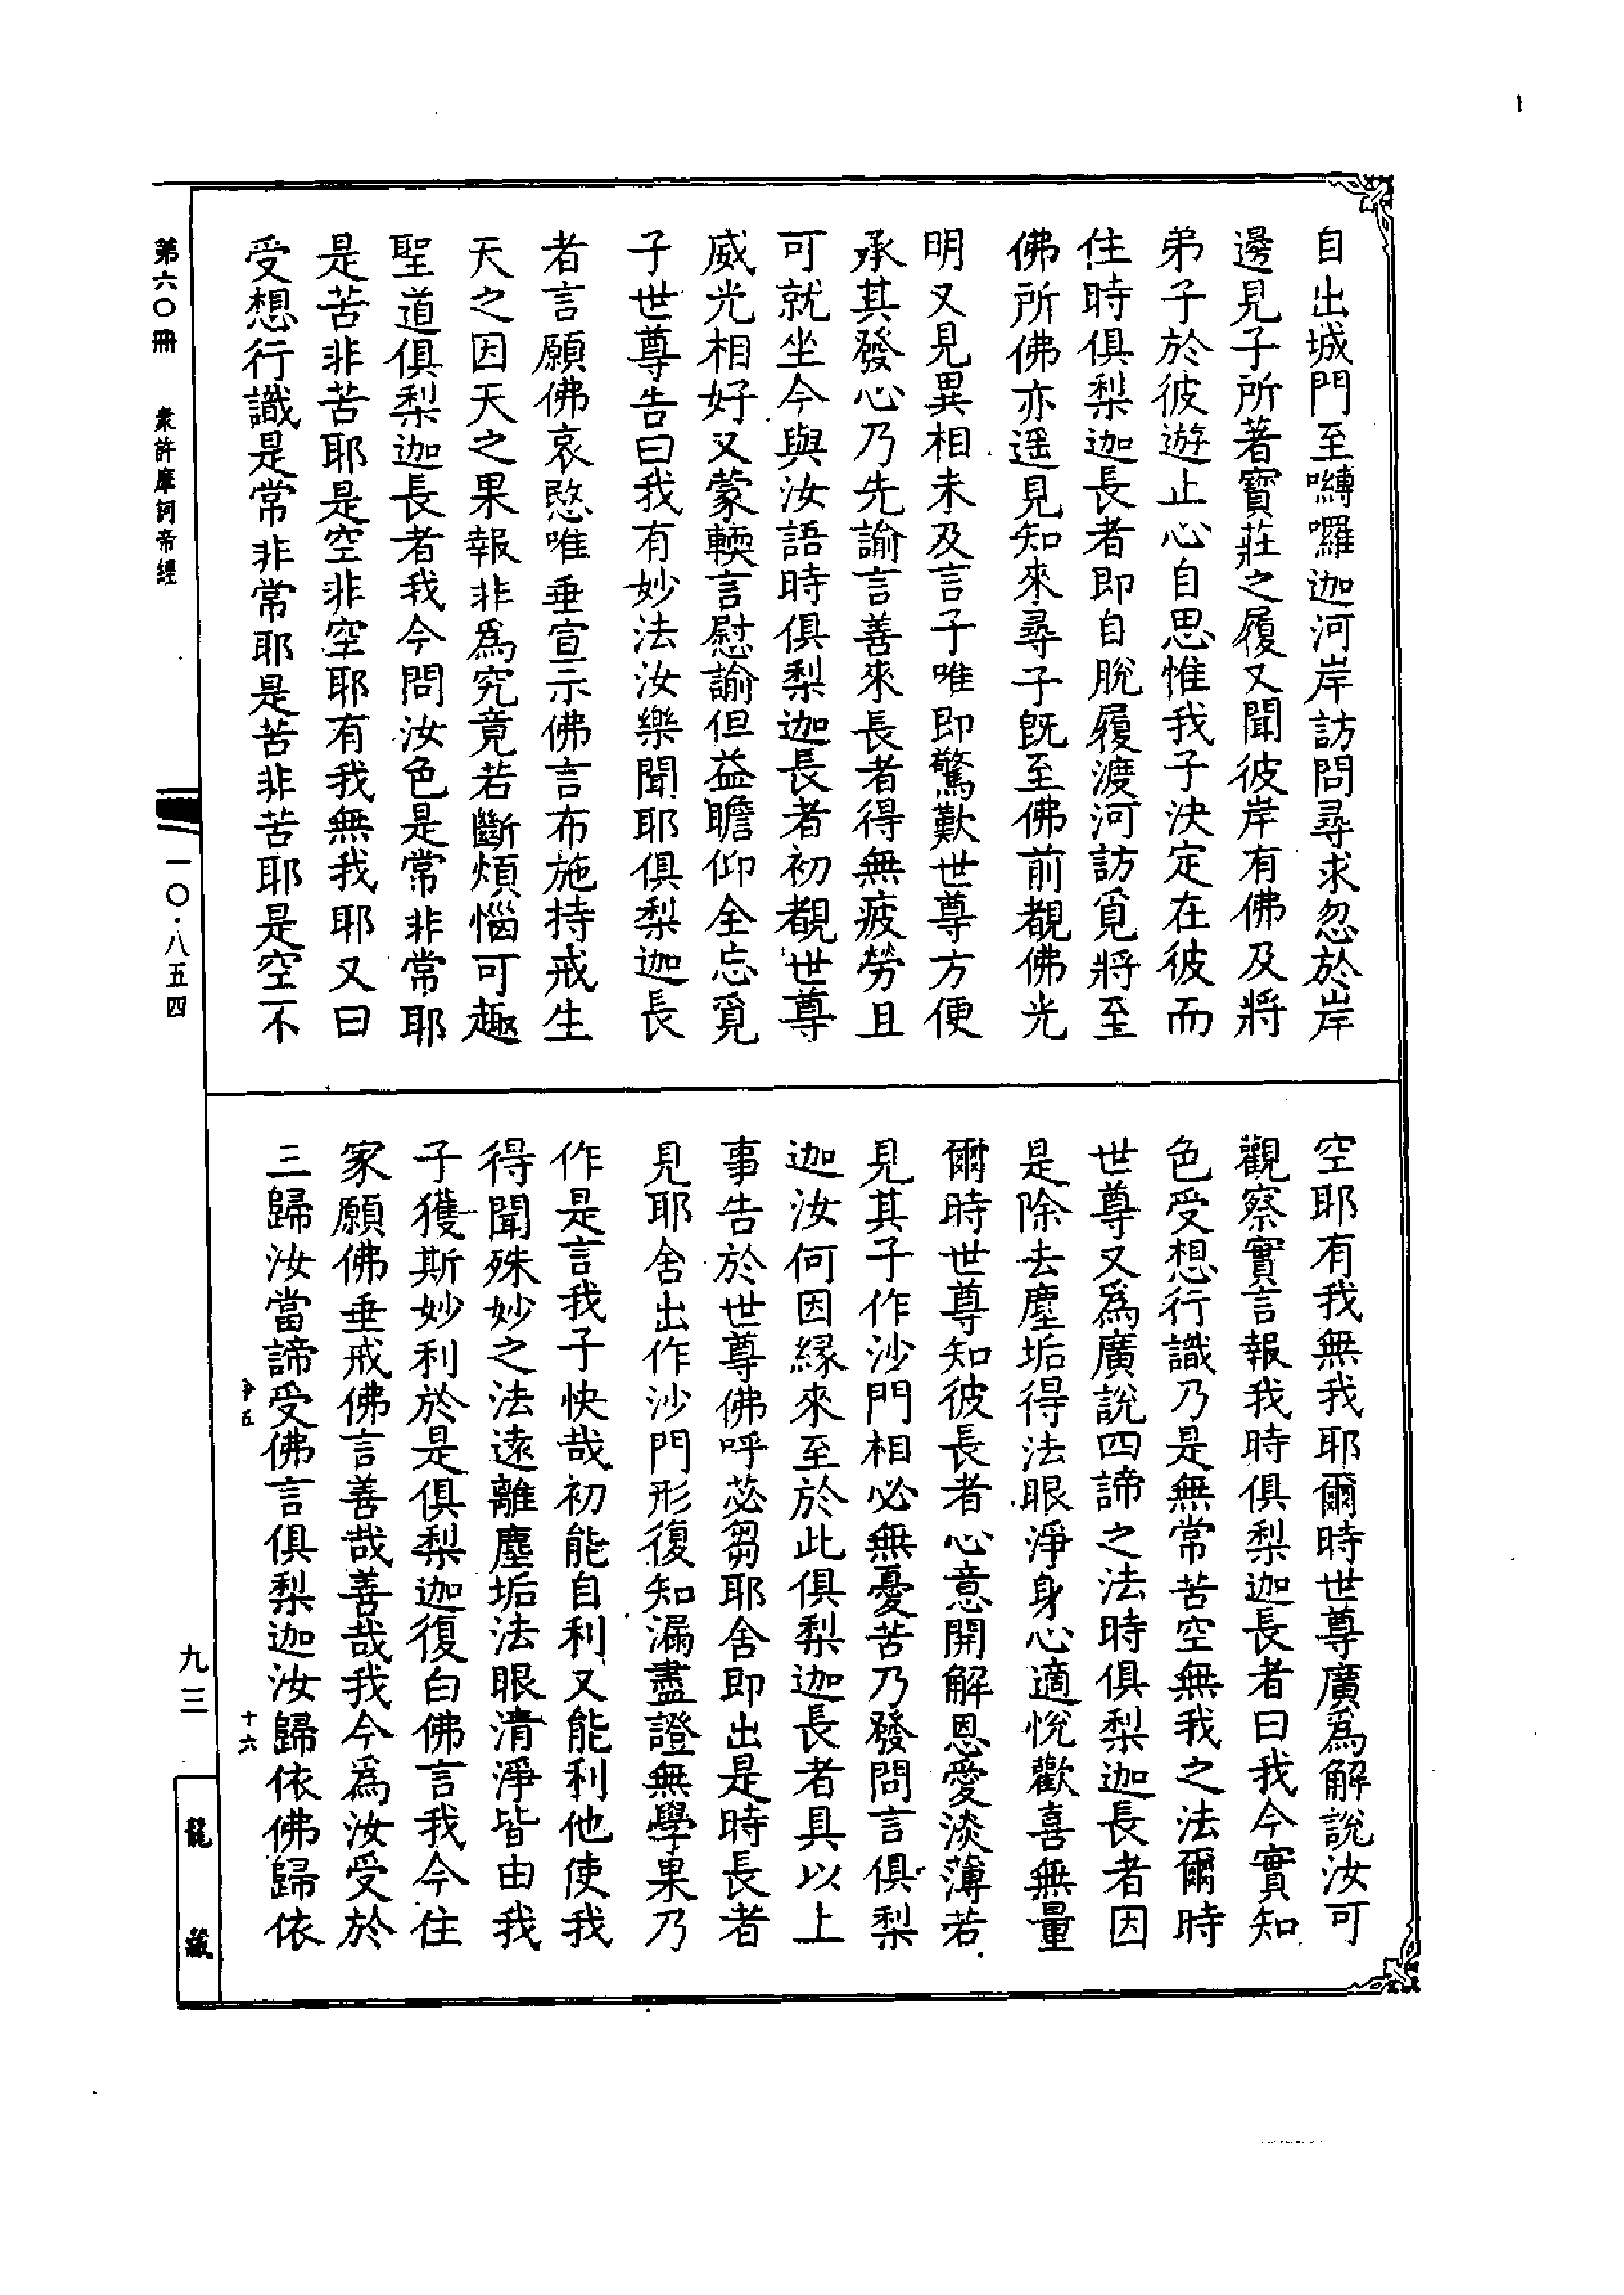 自出城門至嚩囉迦河岸訪問尋求忽於岸
邊見子所著寶莊之履又聞彼岸有佛及將
弟子於彼遊止心自思惟我子決定在彼而
住時俱梨迦長者即自脫履渡河訪覓將至
佛所佛亦遥見知來尋子既至佛前覩佛光
明又見異相未及言子唯即驚歎世尊方便
承其發心乃先諭言善來長者得無疲勞且
可就坐今與汝語時俱梨迦長者初覩世尊
威光相好又蒙輭言慰諭但益瞻仰全忘覓
子世尊告曰我有妙法汝樂聞耶俱梨迦長
者言願佛哀愍唯垂宣示佛言布施持戒生
天之因天之果報非爲究竟若斷煩惱可趣
聖道俱梨迦長者我今問汝色是常非常耶
是苦非苦耶是空非空耶有我無我耶又曰
受想行識是常非常耶是苦非苦耶是空不
空耶有我無我耶爾時世尊廣爲解說汝可
觀察實言報我時俱梨迦長者曰我今實知
色受想行識乃是無常苦空無我之法爾時
世尊又爲廣說四諦之法時俱梨迦長者因
是除去塵垢得法眼淨身心適悅歡喜無量
爾時世尊知彼長者心意開解恩愛淡薄若
見其子作沙門相必無憂苦乃發問言俱梨
迦汝何因緣來至於此俱梨迦長者具以上
事告於世尊佛呼苾芻耶舍即出是時長者
見耶舍出作沙門形復知漏盡證無學果乃
作是言我子快哉初能自利又能利他使我
得聞殊妙之法遠離塵垢法眼清淨皆由我
子獲斯妙利於是俱梨迦復白佛言我今住
家願佛垂戒佛言善哉善哉我今爲汝受於
三歸汝當諦受佛言俱梨迦汝歸依佛歸依
十六
第六〇冊
衆許摩訶帝經
一〇·八五四
九三
龍藏